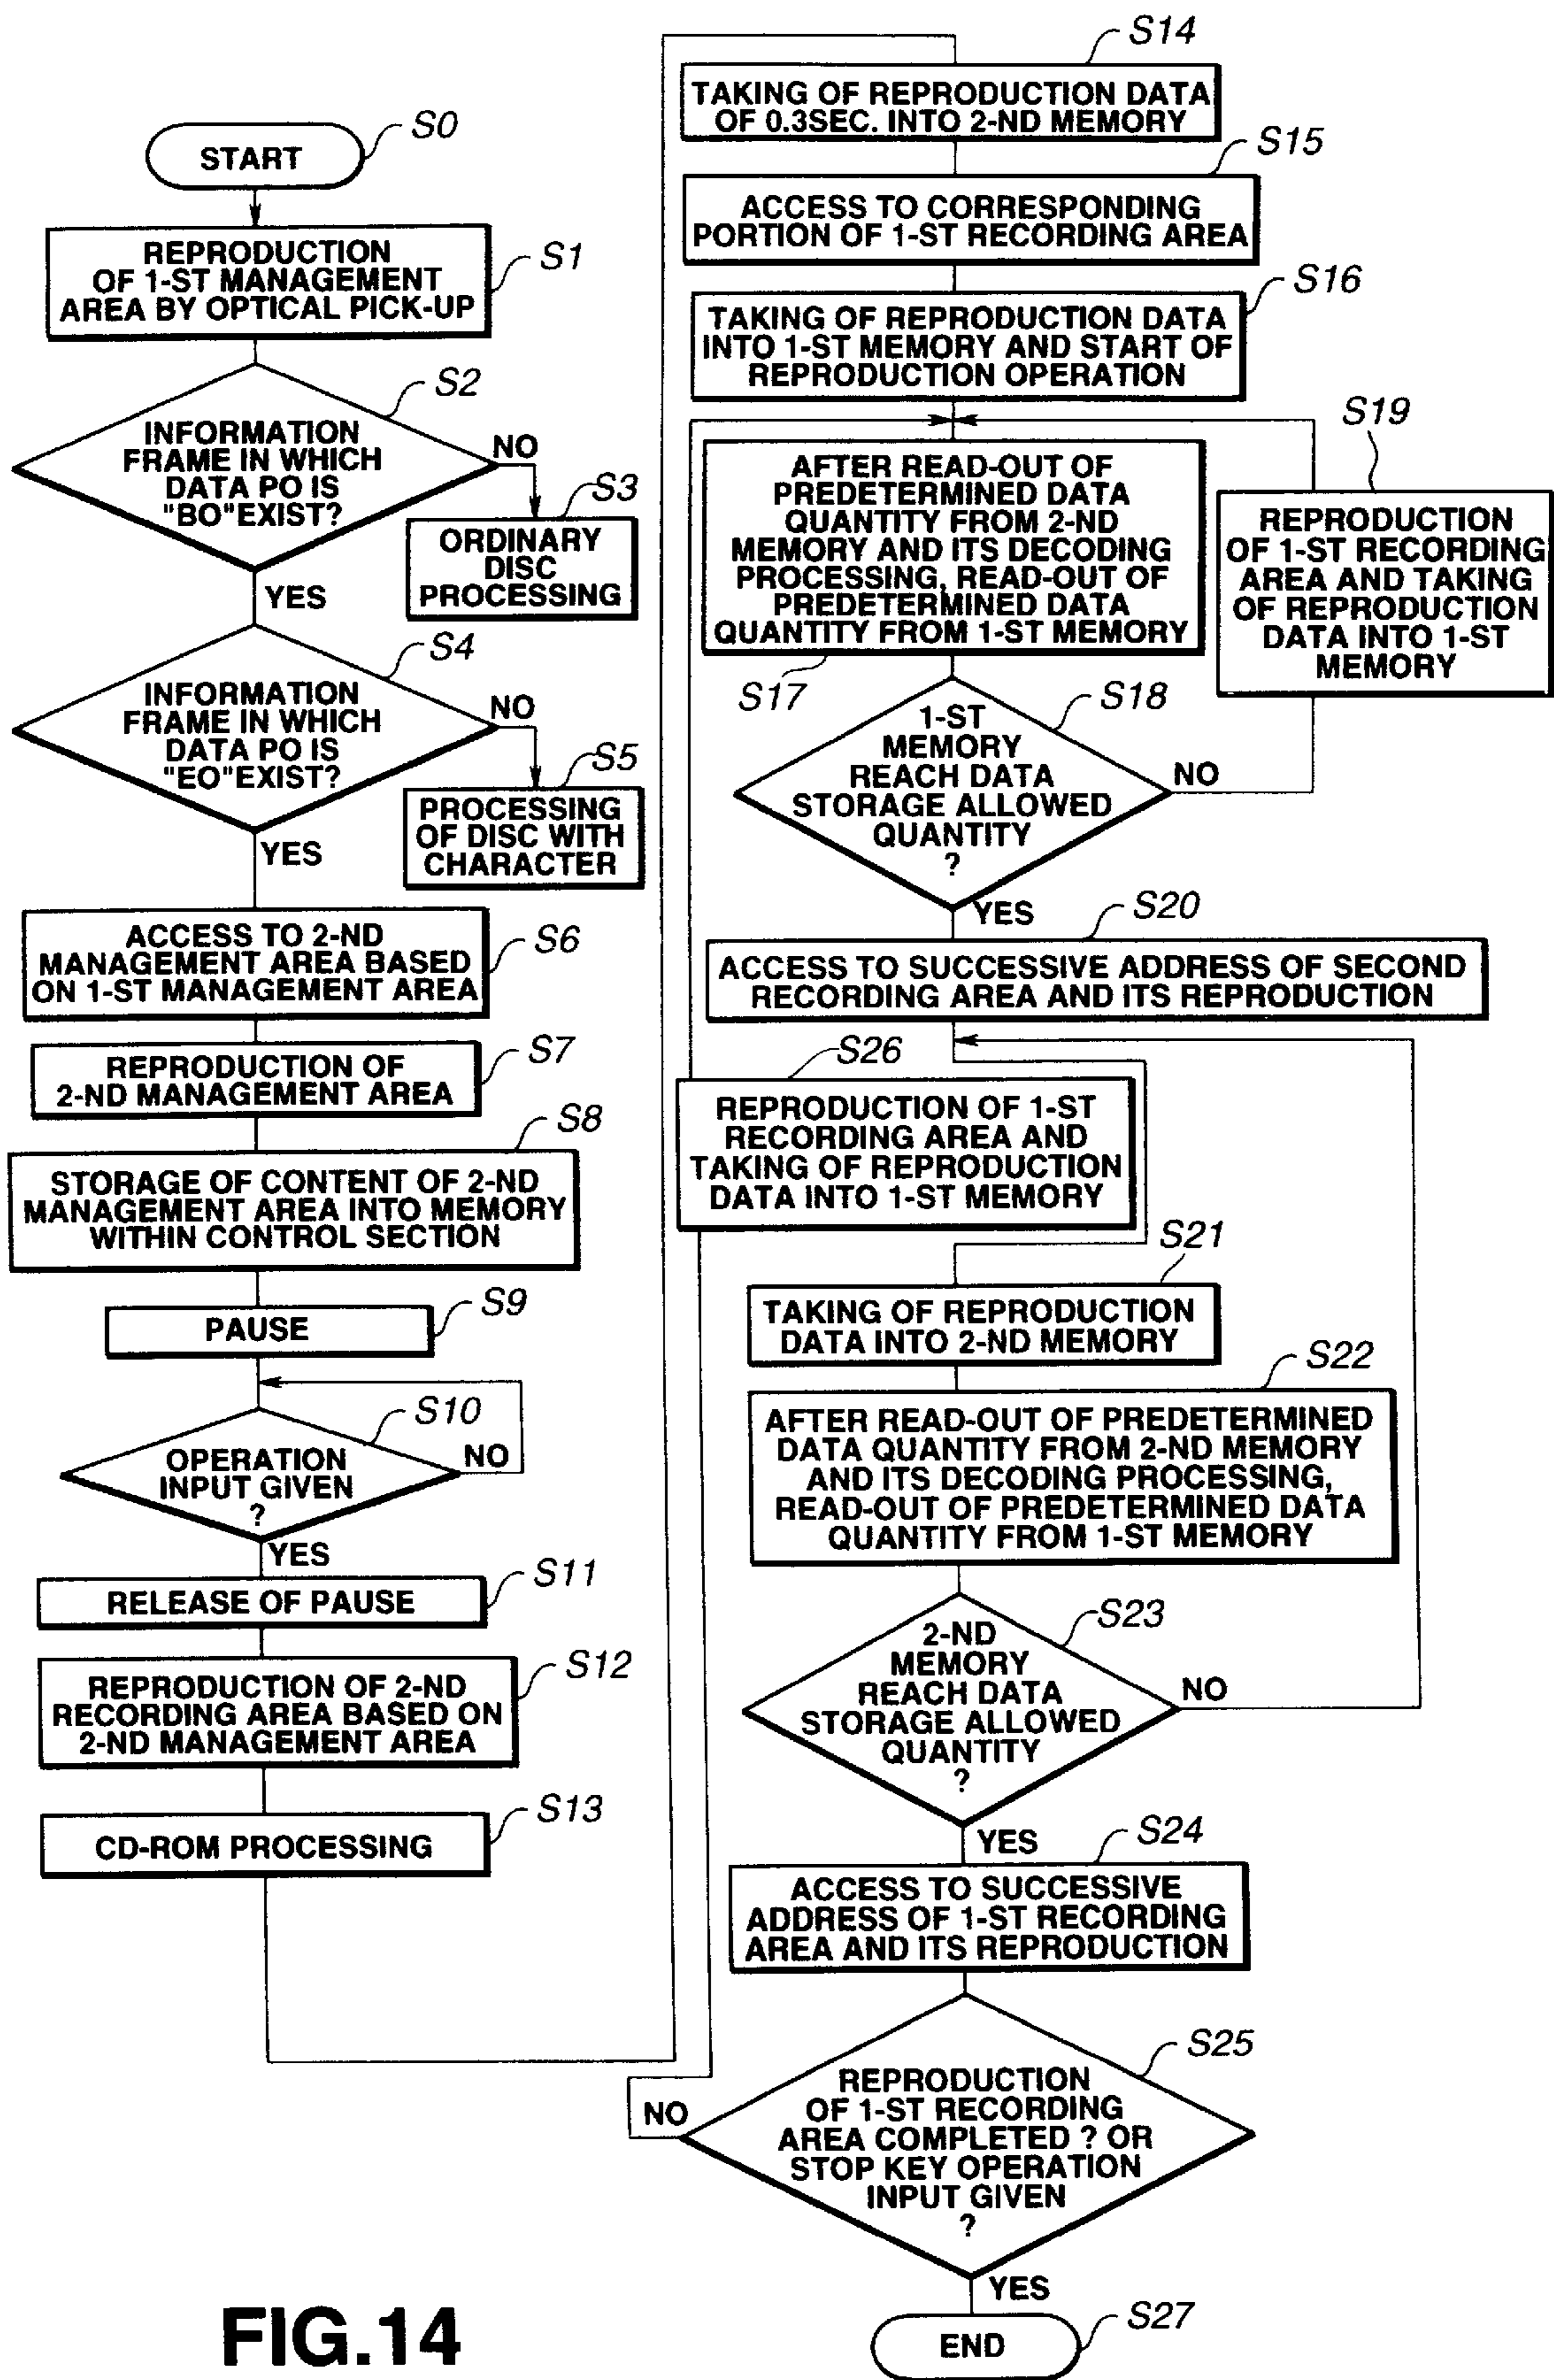 START
S0
REPRODUCTION
OF 1-ST MANAGEMENT
AREA BY OPTICAL PICK-UP
S1
INFORMATION
FRAME IN WHICH
DATA PO IS
"BO"EXIST?
S2
NO
YES
ORDINARY
DISC
PROCESSING
S3
INFORMATION
FRAME IN WHICH
DATA PO IS
"EO"EXIST?
S4
NO
YES
PROCESSING
OF DISC WITH
CHARACTER
S5
ACCESS TO 2-ND
MANAGEMENT AREA BASED
ON 1-ST MANAGEMENT AREA
S6
REPRODUCTION OF
2-ND MANAGEMENT AREA
S7
STORAGE OF CONTENT OF 2-ND
MANAGEMENT AREA INTO MEMORY
WITHIN CONTROL SECTION
S8
PAUSE
S9
OPERATION
INPUT GIVEN
?
S10
NO
YES
RELEASE OF PAUSE
S11
REPRODUCTION OF 2-ND
RECORDING AREA BASED ON
2-ND MANAGEMENT AREA
S12
CD-ROM PROCESSING
S13
TAKING OF REPRODUCTION DATA
OF 0.3SEC. INTO 2-ND MEMORY
S14
ACCESS TO CORRESPONDING
PORTION OF 1-ST RECORDING AREA
S15
TAKING OF REPRODUCTION DATA
INTO 1-ST MEMORY AND START OF
REPRODUCTION OPERATION
S16
AFTER READ-OUT OF
PREDETERMINED DATA
QUANTITY FROM 2-ND
MEMORY AND ITS DECODING
PROCESSING, READ-OUT OF
PREDETERMINED DATA
QUANTITY FROM 1-ST MEMORY
S17
1-ST
MEMORY
REACH DATA
STORAGE ALLOWED
QUANTITY
?
S18
NO
YES
REPRODUCTION
OF 1-ST RECORDING
AREA AND TAKING
OF REPRODUCTION
DATA INTO 1-ST
MEMORY
S19
ACCESS TO SUCCESSIVE ADDRESS OF SECOND
RECORDING AREA AND ITS REPRODUCTION
S20
REPRODUCTION OF 1-ST
RECORDING AREA AND
TAKING OF REPRODUCTION
DATA INTO 1-ST MEMORY
S26
TAKING OF REPRODUCTION
DATA INTO 2-ND MEMORY
S21
AFTER READ-OUT OF PREDETERMINED
DATA QUANTITY FROM 2-ND MEMORY
AND ITS DECODING PROCESSING,
READ-OUT OF PREDETERMINED DATA
QUANTITY FROM 1-ST MEMORY
S22
2-ND
MEMORY
REACH DATA
STORAGE ALLOWED
QUANTITY
?
S23
NO
YES
ACCESS TO SUCCESSIVE
ADDRESS OF 1-ST RECORDING
AREA AND ITS REPRODUCTION
S24
REPRODUCTION
OF 1-ST RECORDING
AREA COMPLETED ? OR
STOP KEY OPERATION
INPUT GIVEN
?
S25
NO
YES
END
S27
FIG.14